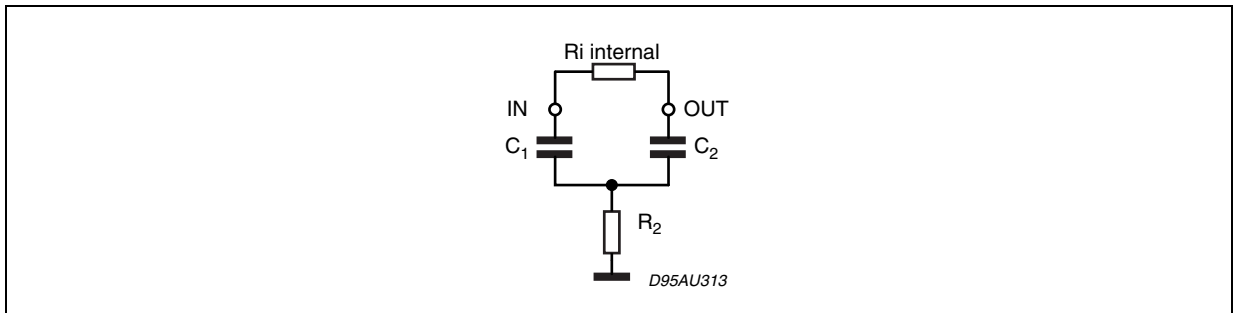 Ri internal
IN OUT
C1 C2
R2
D95AU313